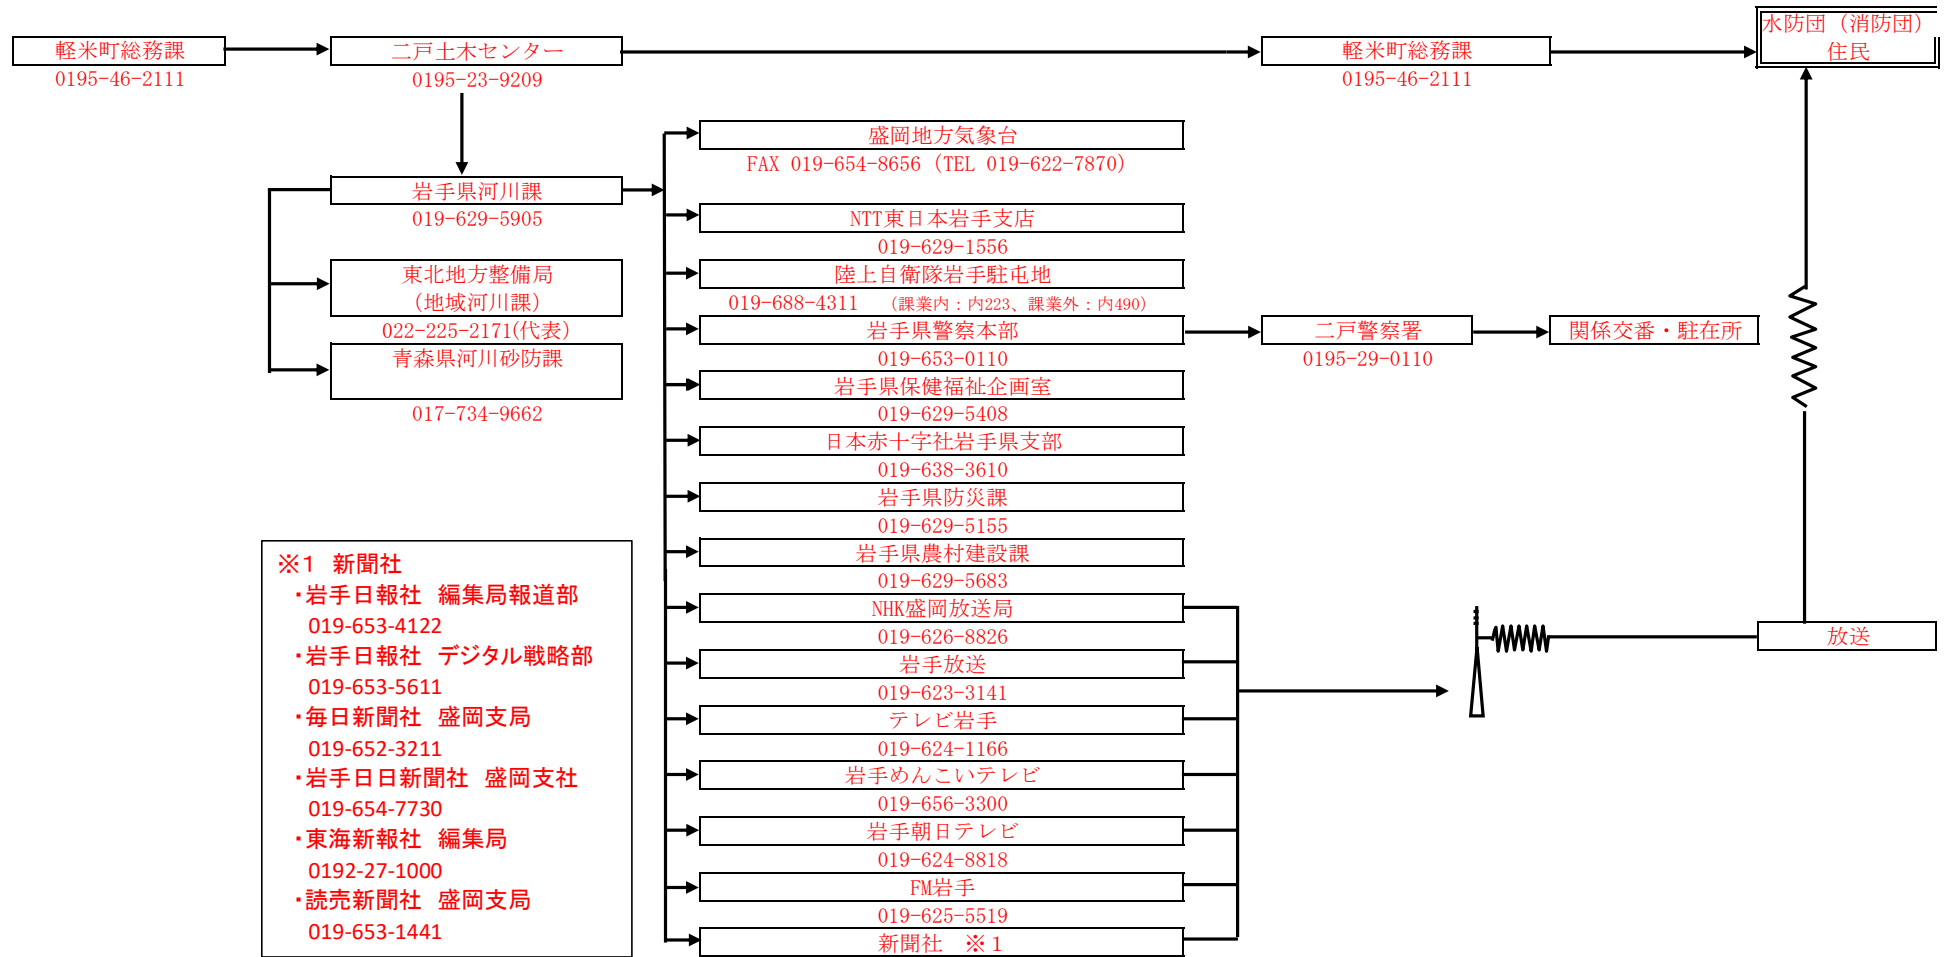 軽米町総務課
0195-46-2111
二戸土木センター
0195-23-9209
軽米町総務課
0195-46-2111
水防団（消防団）
住民
岩手県河川課
019-629-5905
東北地方整備局
（地域河川課）
022-225-2171(代表)
青森県河川砂防課
017-734-9662
盛岡地方気象台
FAX 019-654-8656（TEL 019-622-7870）
NTT東日本岩手支店
019-629-1556
陸上自衛隊岩手駐屯地
019-688-4311　（課業内：内223、課業外：内490）
岩手県警察本部
019-653-0110
二戸警察署
0195-29-0110
関係交番・駐在所
岩手県保健福祉企画室
019-629-5408
日本赤十字社岩手県支部
019-638-3610
岩手県防災課
019-629-5155
岩手県農村建設課
019-629-5683
NHK盛岡放送局
019-626-8826
岩手放送
019-623-3141
テレビ岩手
019-624-1166
岩手めんこいテレビ
019-656-3300
岩手朝日テレビ
019-624-8818
FM岩手
019-625-5519
新聞社　※１
放送
※1　新聞社
・岩手日報社　編集局報道部
019-653-4122
・岩手日報社　デジタル戦略部
019-653-5611
・毎日新聞社　盛岡支局
019-652-3211
・岩手日日新聞社　盛岡支社
019-654-7730
・東海新報社　編集局
0192-27-1000
・読売新聞社　盛岡支局
019-653-1441